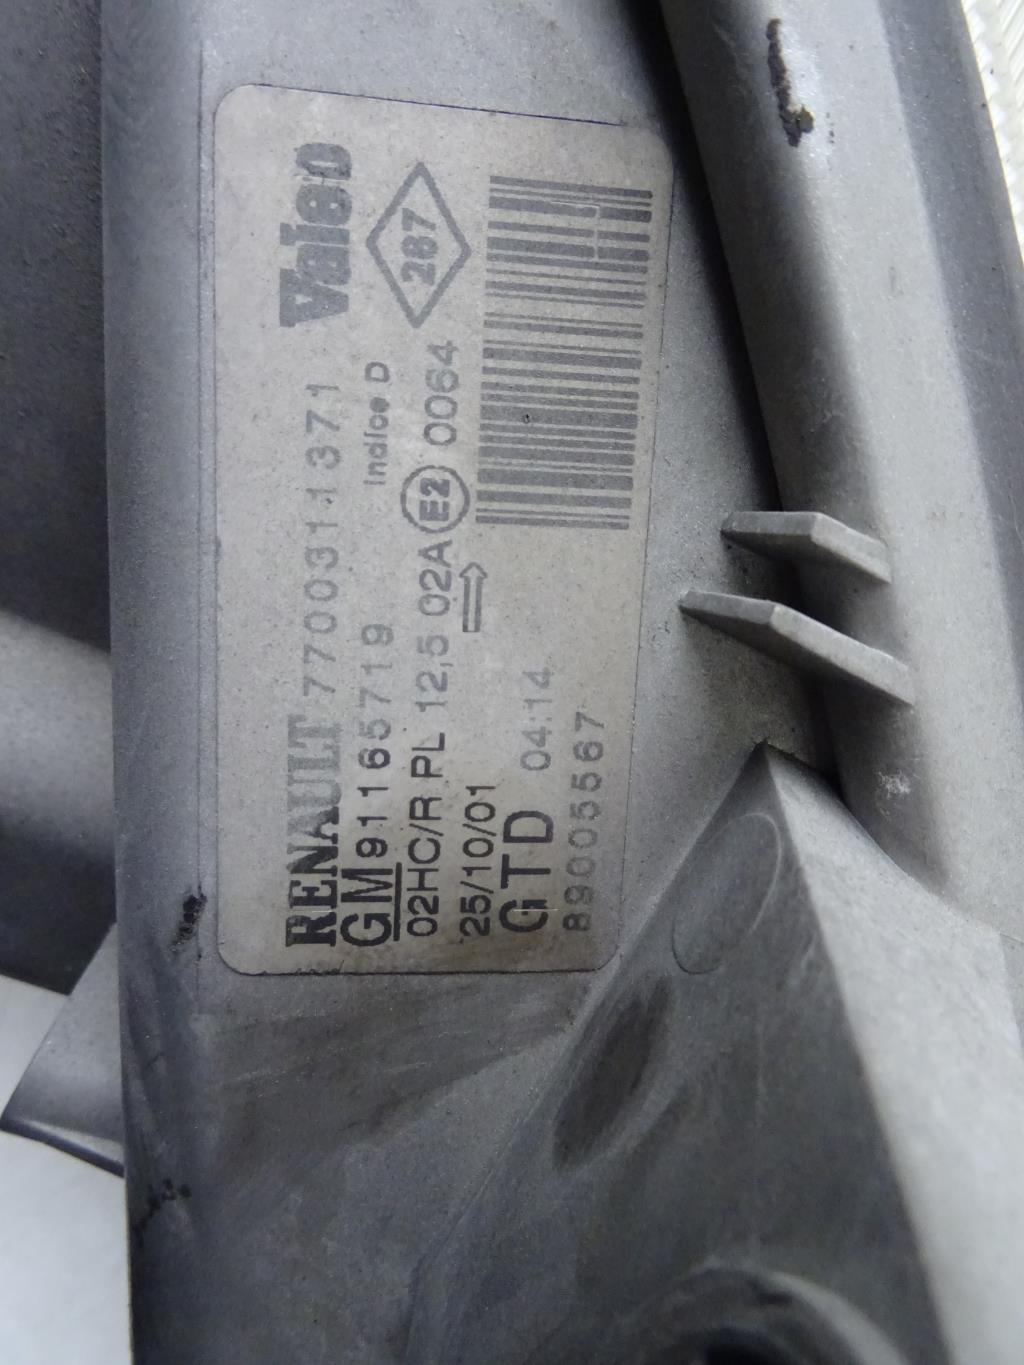 RENAULT 7700311371 Valeo
GM 91165719 Indice D 287
02HC/R PL 12,5 02A E2 0064
25/10/01
GTD 04:14
89005567